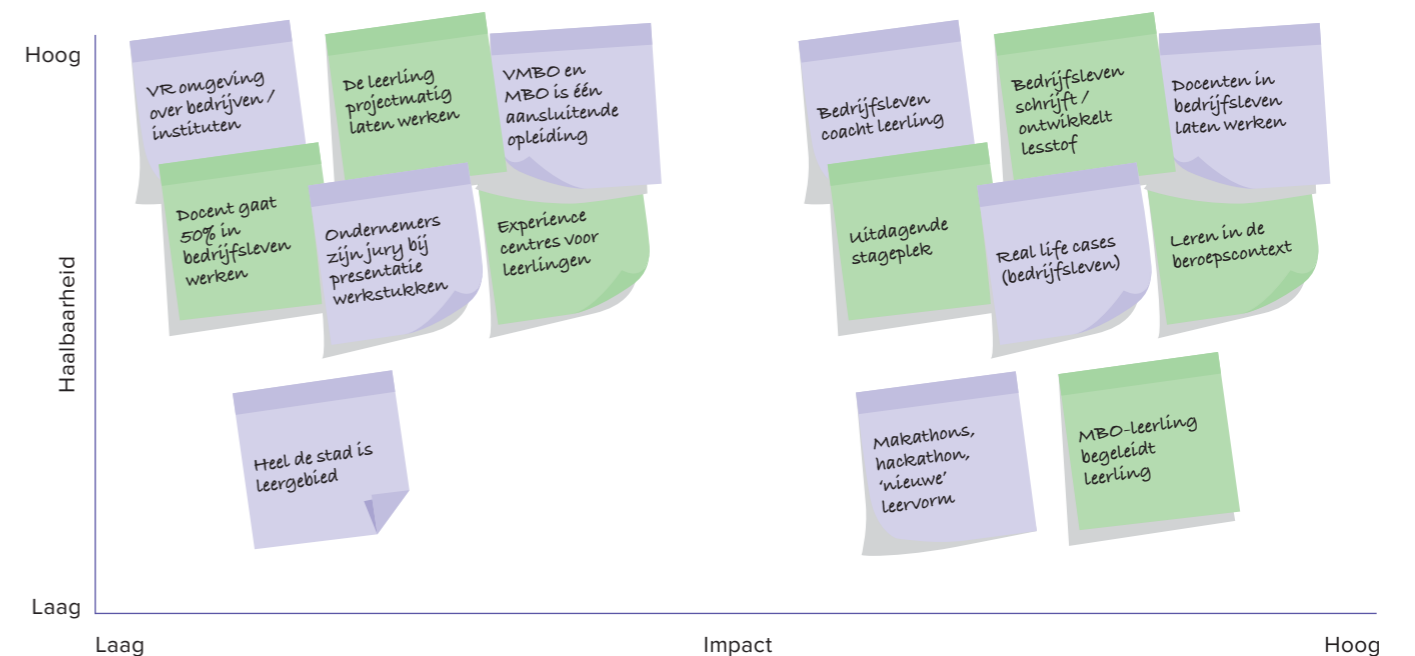 Hoog
VR omgeving
over bedrijven /
instituten
De leerling
projectmatig
laten werken
VMBO en
MBO is één
aansluitende
opleiding
Docent gaat
50% in
bedrijfsleven
werken
Ondernemers
zijn jury bij
presentatie
werkstukken
Experience
centres voor
leerlingen
Heel de stad is
leergebied
Bedrijfsleven
coacht leerling
Bedrijfsleven
schrijft /
ontwikkelt
lesstof
Docenten in
bedrijfsleven
laten werken
Uitdagende
stageplek
Real life cases
(bedrijfsleven)
Leren in de
beroepscontext
Makathons,
hackathon,
‘nieuwe’
leervorm
MBO-leerling
begeleidt
leerling
Haalbaarheid
Laag
Laag
Impact
Hoog